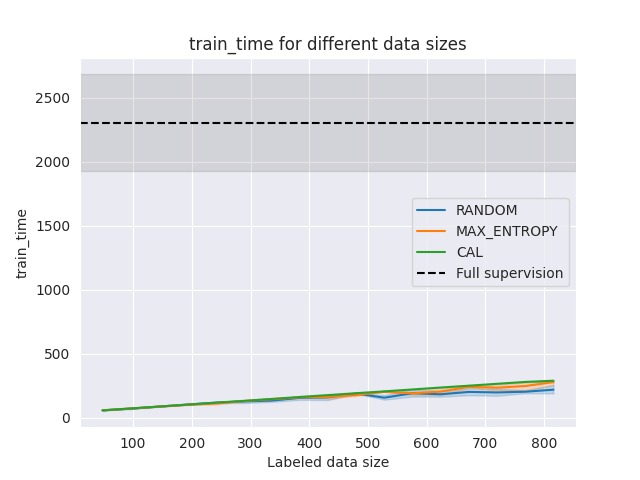 train_time for different data sizes
train_time
2500
2000
1500
1000
500
0
RANDOM
MAX_ENTROPY
CAL
Full supervision
100 200 300 400 500 600 700 800
Labeled data size